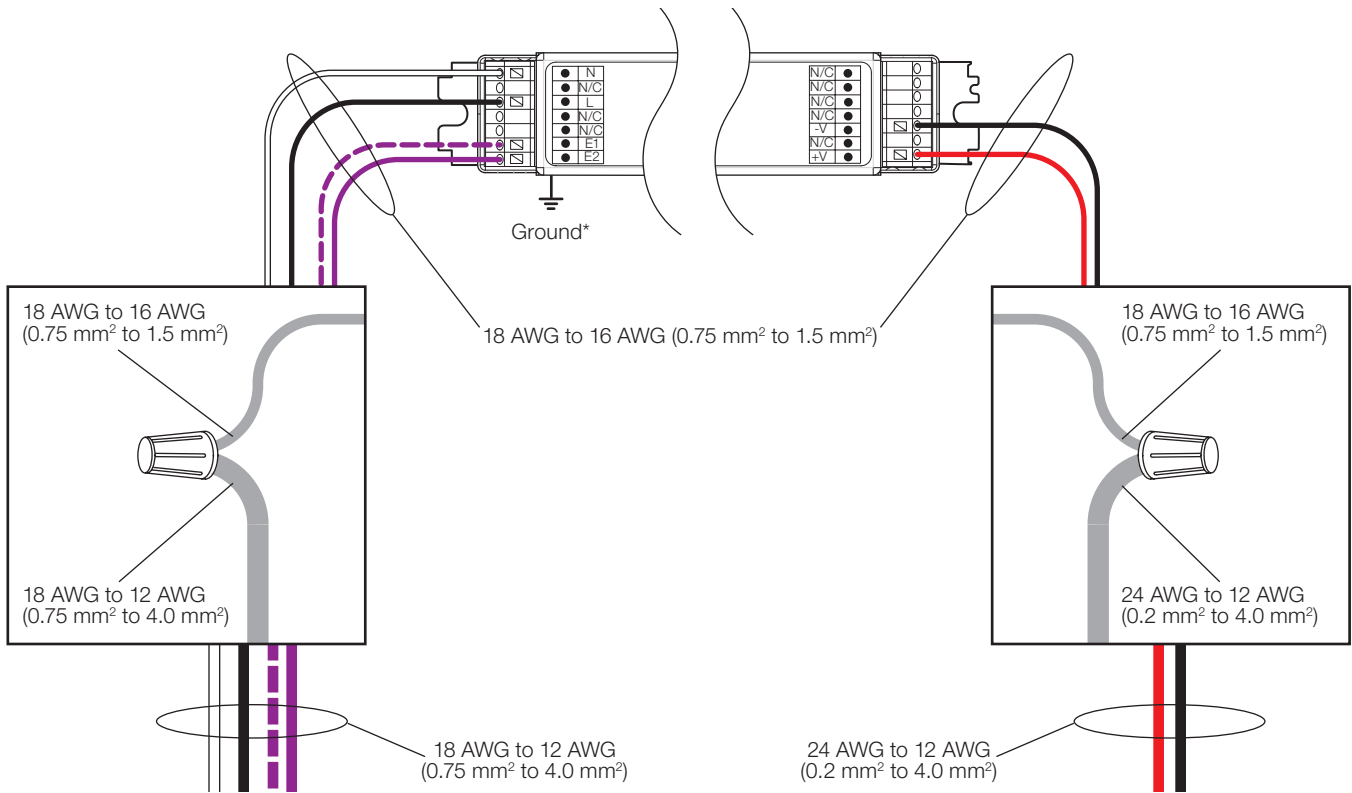 N
N/C
L
N/C
N/C
E1
E2
N/C
N/C
N/C
N/C
-V
N/C
+V
Ground*
18 AWG to 16 AWG
(0.75 mm² to 1.5 mm²)
18 AWG to 16 AWG (0.75 mm² to 1.5 mm²)
18 AWG to 16 AWG
(0.75 mm² to 1.5 mm²)
18 AWG to 12 AWG
(0.75 mm² to 4.0 mm²)
24 AWG to 12 AWG
(0.2 mm² to 4.0 mm²)
18 AWG to 12 AWG
(0.75 mm² to 4.0 mm²)
24 AWG to 12 AWG
(0.2 mm² to 4.0 mm²)